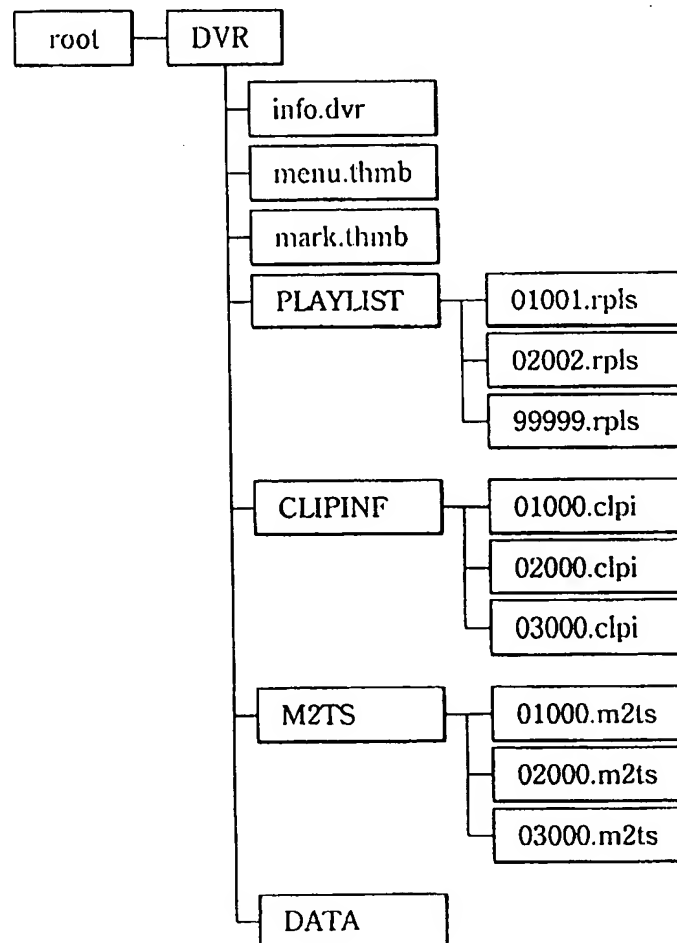 root DVR
info.dvr
menu.thmb
mark.thmb
PLAYLIST 01001.rpls
02002.rpls
99999.rpls
CLIPINF 01000.clpi
02000.clpi
03000.clpi
M2TS 01000.m2ts
02000.m2ts
03000.m2ts
DATA